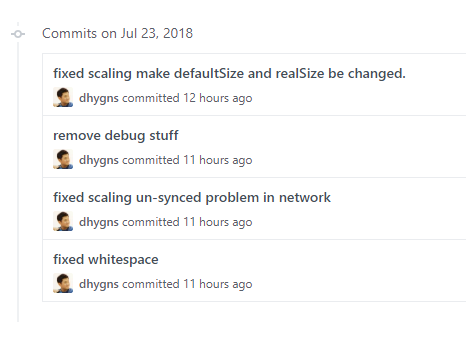 Commits on Jul 23, 2018
fixed scaling make defaultSize and realSize be changed.
dhygns committed 12 hours ago
remove debug stuff
dhygns committed 11 hours ago
fixed scaling un-synced problem in network
dhygns committed 11 hours ago
fixed whitespace
dhygns committed 11 hours ago